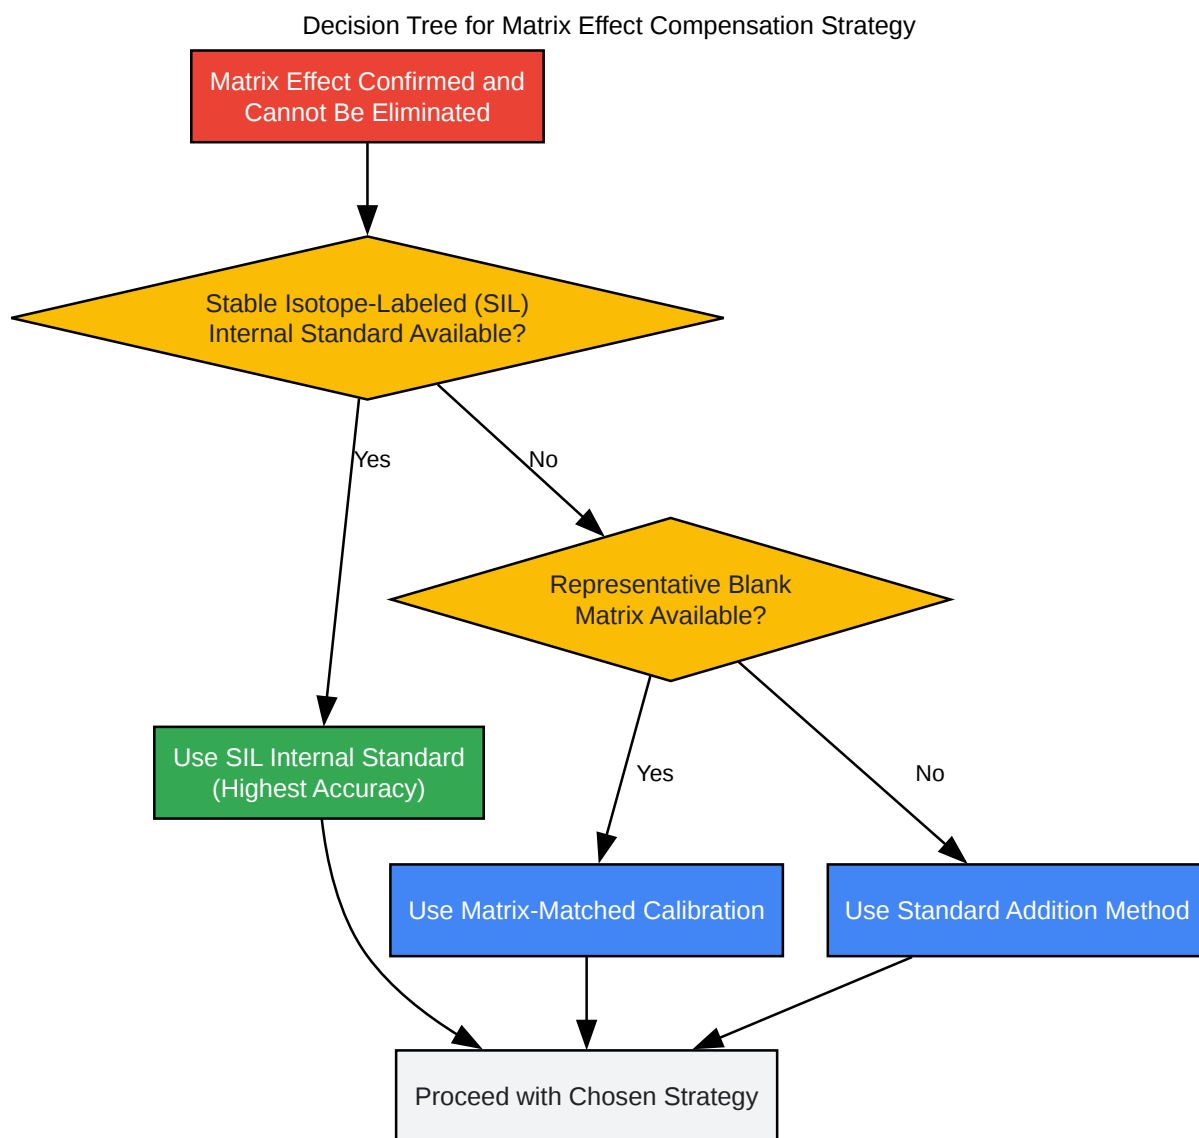 Decision Tree for Matrix Effect Compensation Strategy
Matrix Effect Confirmed and
Cannot Be Eliminated
Stable Isotope-Labeled (SIL)
Internal Standard Available?
Yes
No
Representative Blank
Matrix Available?
Use SIL Internal Standard
(Highest Accuracy)
Yes
No
Use Matrix-Matched Calibration
Use Standard Addition Method
Proceed with Chosen Strategy